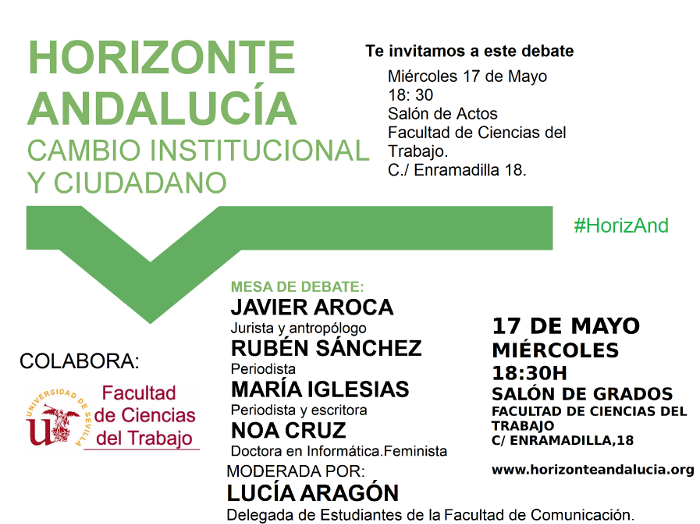 HORIZONTE
ANDALUCÍA
CAMBIO INSTITUCIONAL
Y CIUDADANO
Te invitamos a este debate
Miércoles 17 de Mayo
18: 30
Salón de Actos
Facultad de Ciencias del
Trabajo.
C./ Enramadilla 18.
#HorizAnd
MESA DE DEBATE:
JAVIER AROCA
Jurista y antropólogo
RUBÉN SÁNCHEZ
Periodista
MARÍA IGLESIAS
Periodista y escritora
NOA CRUZ
Doctora en Informática.Feminista
MODERADA POR:
LUCÍA ARAGÓN
Delegada de Estudiantes de la Facultad de Comunicación.
COLABORA:
UNIVERSIDAD DE SEVILLA
us
Facultad
de Ciencias
del Trabajo
17 DE MAYO
MIÉRCOLES
18:30H
SALÓN DE GRADOS
FACULTAD DE CIENCIAS DEL
TRABAJO
C/ ENRAMADILLA,18
www.horizonteandalucia.org